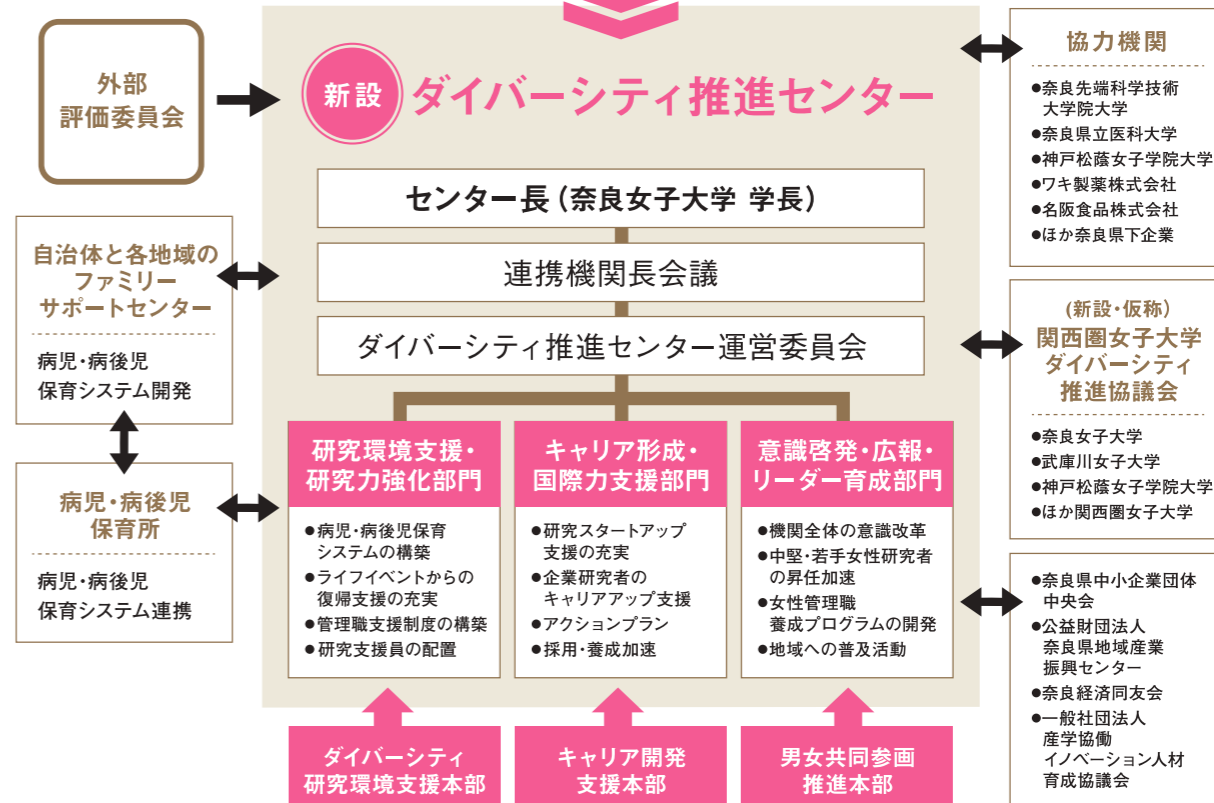 外部
評価委員会
新設
ダイバーシティ推進センター
センター長（奈良女子大学 学長）
連携機関長会議
ダイバーシティ推進センター運営委員会
自治体と各地域の
ファミリー
サポートセンター
病児・病後児
保育システム開発
病児・病後児
保育所
病児・病後児
保育システム連携
研究環境支援・
研究力強化部門
●病児・病後児保育
システムの構築
●ライフイベントからの
復帰支援の充実
●管理職支援制度の構築
●研究支援員の配置
キャリア形成・
国際力支援部門
●研究スタートアップ
支援の充実
●企業研究者の
キャリアアップ支援
●アクションプラン
●採用・養成加速
意識啓発・広報・
リーダー育成部門
●機関全体の意識改革
●中堅・若手女性研究者
の昇任加速
●女性管理職
養成プログラムの開発
●地域への普及活動
ダイバーシティ
研究環境支援本部
キャリア開発
支援本部
男女共同参画
推進本部
協力機関
●奈良先端科学技術
大学院大学
●奈良県立医科大学
●神戸松蔭女子学院大学
●ワキ製薬株式会社
●名阪食品株式会社
●ほか奈良県下企業
(新設・仮称）
関西圏女子大学
ダイバーシティ
推進協議会
●奈良女子大学
●武庫川女子大学
●神戸松蔭女子学院大学
●ほか関西圏女子大学
●奈良県中小企業団体
中央会
●公益財団法人
奈良県地域産業
振興センター
●奈良経済同友会
●一般社団法人
産学協働
イノベーション人材
育成協議会